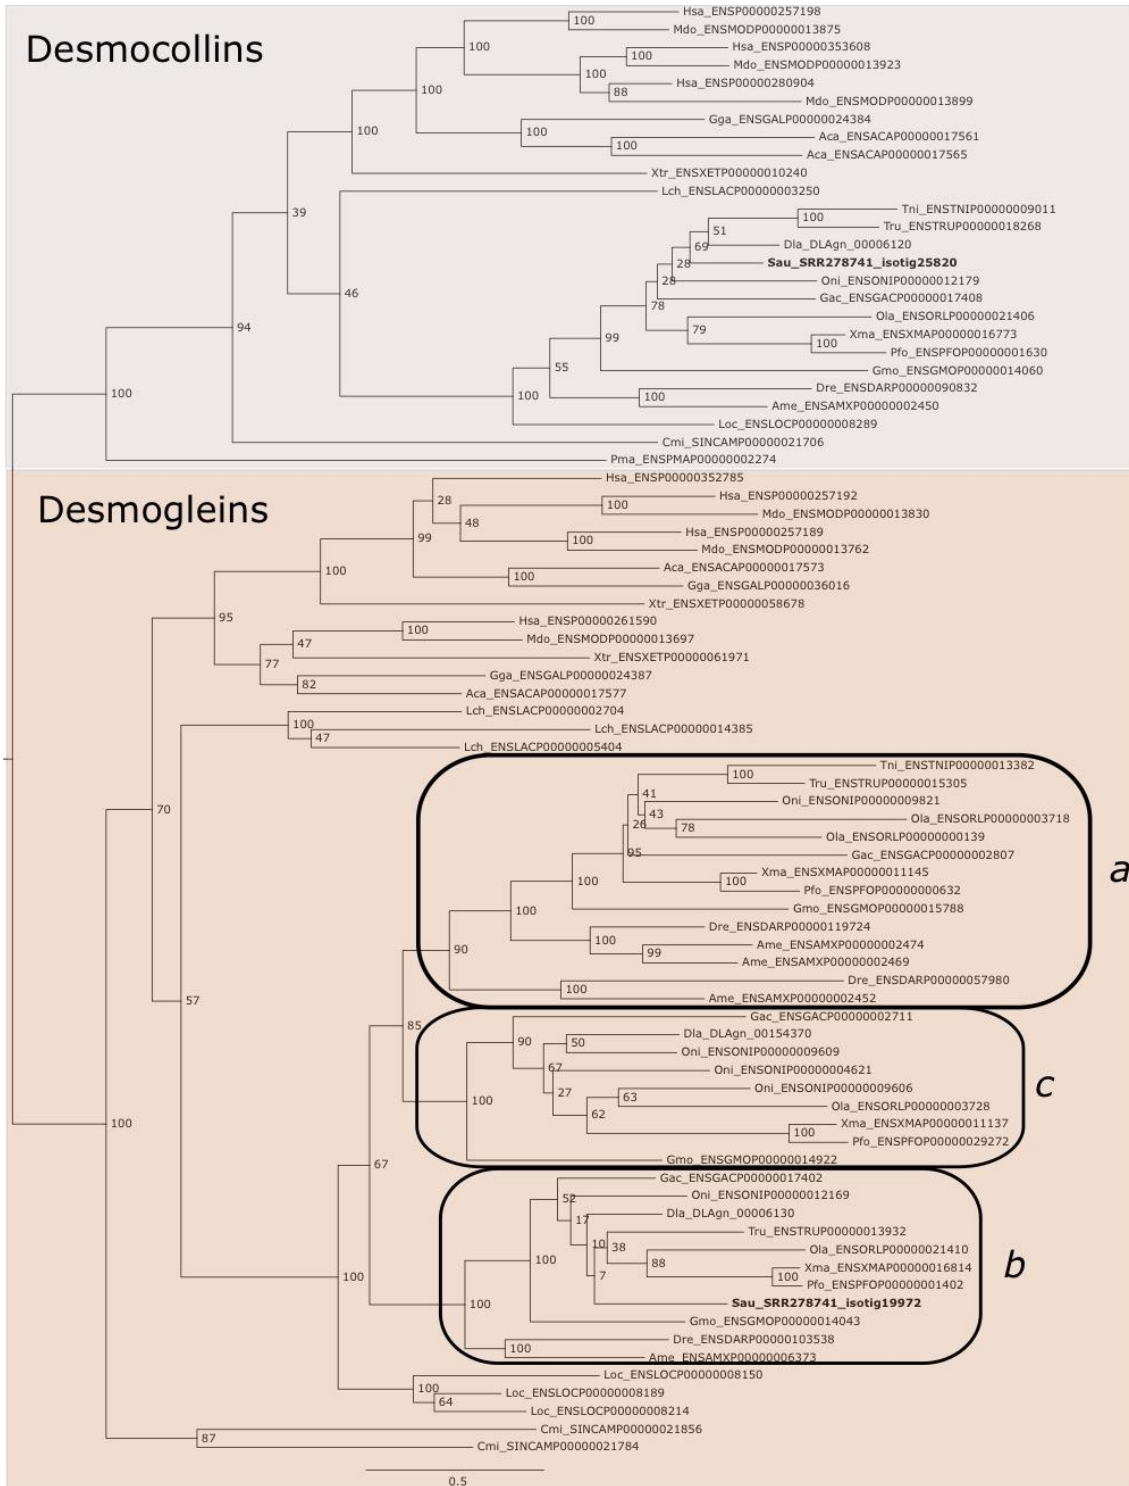 Desmocollins
Hsa_ENSP00000257198
100
Mdo_ENSMODP00000013875
100
Hsa_ENSP00000353608
100
Mdo_ENSMODP00000013923
100
Hsa_ENSP00000280904
88
Mdo_ENSMODP00000013899
100
Gga_ENSGALP00000024384
100
Aca_ENSACAP00000017561
100
Aca_ENSACAP00000017565
100
Xtr_ENSXETP00000010240
Lch_ENSLACP00000003250
39
Tni_ENSTNIP00000009011
100
Tru_ENSTRUP00000018268
51
Dla_DLAgn_00006120
69
Sau_SRR278741_isotig25820
28
Oni_ENSONIP00000012179
28
Gac_ENSGACP00000017408
46
78
Ola_ENSORLP00000021406
79
Xma_ENSXMAP00000016773
100
Pfo_ENSPFOP00000001630
94
99
Gmo_ENSGMOP00000014060
55
Dre_ENSDARP00000090832
100
Ame_ENSAMXP00000002450
100
100
Loc_ENSLOCP00000008289
Cmi_SINCAMP00000021706
Pma_ENSPMAP00000002274
Desmogleins
Hsa_ENSP00000352785
28
Hsa_ENSP00000257192
100
Mdo_ENSMODP00000013830
48
Hsa_ENSP00000257189
99
100
Mdo_ENSMODP00000013762
100
Aca_ENSACAP00000017573
100
Gga_ENSGALP00000036016
Xtr_ENSXETP00000058678
95
Hsa_ENSP00000261590
100
Mdo_ENSMODP00000013697
47
Xtr_ENSXETP00000061971
77
Gga_ENSGALP00000024387
82
Aca_ENSACAP00000017577
Lch_ENSLACP00000002704
100
Lch_ENSLACP00000014385
47
Lch_ENSLACP00000005404
Tni_ENSTNIP00000013382
100
Tru_ENSTRUP00000015305
41
Oni_ENSONIP00000009821
70
43
Ola_ENSORLP00000003718
26
78
Ola_ENSORLP00000000139
95
Gac_ENSGACP00000002807
a
Xma_ENSXMAP00000011145
100
100
Pfo_ENSPFOP00000000632
100
Gmo_ENSGMOP00000015788
Dre_ENSDARP00000119724
100
Ame_ENSAMXP00000002474
90
99
Ame_ENSAMXP00000002469
Dre_ENSDARP00000057980
100
Ame_ENSAMXP00000002452
57
Gac_ENSGACP00000002711
85
Dla_DLAgn_00154370
90
50
Oni_ENSONIP00000009609
67
Oni_ENSONIP00000004621
c
27
Oni_ENSONIP00000009606
100
63
Ola_ENSORLP00000003728
62
Xma_ENSXMAP00000011137
100
100
Pfo_ENSPFOP00000029272
Gmo_ENSGMOP00000014922
67
Gac_ENSGACP00000017402
52
Oni_ENSONIP00000012169
17
Dla_DLAgn_00006130
Tru_ENSTRUP00000013932
10
38
Ola_ENSORLP00000021410
100
88
b
Xma_ENSXMAP00000016814
100
7
100
Pfo_ENSPFOP00000001402
100
Sau_SRR278741_isotig19972
Gmo_ENSGMOP00000014043
Dre_ENSDARP00000103538
100
Ame_ENSAMXP00000006373
Loc_ENSLOCP00000008150
100
Loc_ENSLOCP00000008189
64
Loc_ENSLOCP00000008214
Cmi_SINCAMP00000021856
87
Cmi_SINCAMP00000021784
0.5